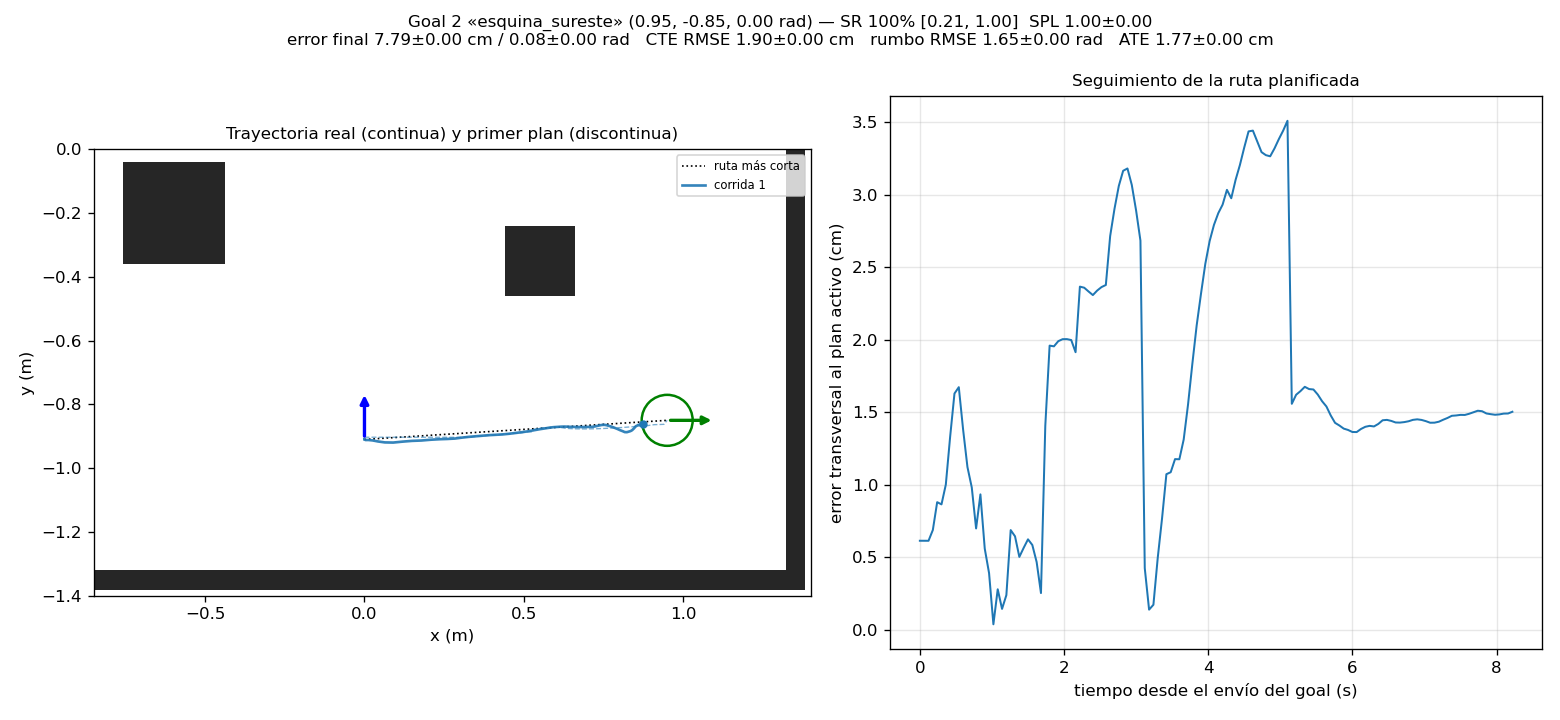 Goal 2 «esquina_sureste» (0.95, -0.85, 0.00 rad) — SR 100% [0.21, 1.00]  SPL 1.00±0.00
error final 7.79±0.00 cm / 0.08±0.00 rad   CTE RMSE 1.90±0.00 cm   rumbo RMSE 1.65±0.00 rad   ATE 1.77±0.00 cm
Trayectoria real (continua) y primer plan (discontinua)
ruta más corta
corrida 1
0.0
−0.2
−0.4
−0.6
−0.8
−1.0
−1.2
−1.4
y (m)
−0.5
0.0
0.5
1.0
x (m)
Seguimiento de la ruta planificada
3.5
3.0
2.5
2.0
1.5
1.0
0.5
0.0
error transversal al plan activo (cm)
0
2
4
6
8
tiempo desde el envío del goal (s)